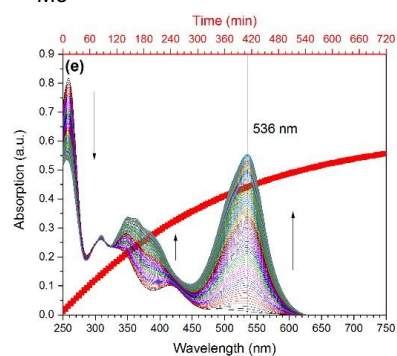 Me
Time (min)
0 60 120 180 240 300 360 420 480 540 600 660 720
(e)
536 nm
Absorption (a.u.)
0.9
0.8
0.7
0.6
0.5
0.4
0.3
0.2
0.1
0.0
250 300 350 400 450 500 550 600 650 700 750
Wavelength (nm)